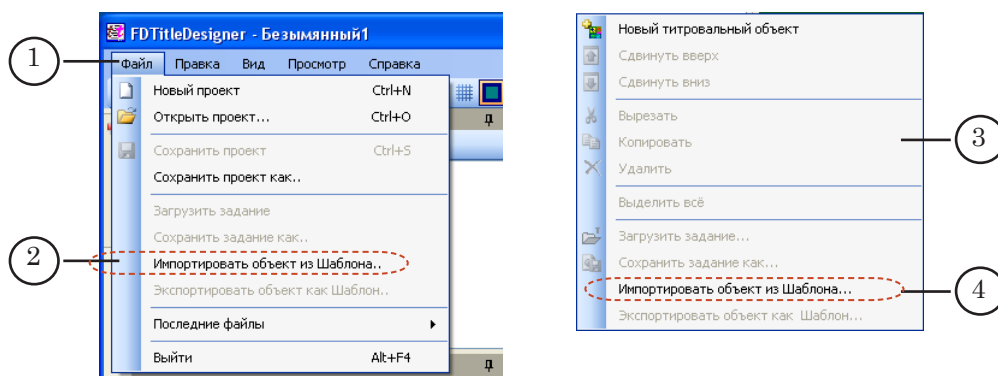 FDTitleDesigner - Безымянный1
1
Файл Правка Вид Просмотр Справка
Новый проект Ctrl+N
Открыть проект... Ctrl+O
Сохранить проект Ctrl+S
Сохранить проект как..
Загрузить задание
Сохранить задание как..
2
Импортировать объект из Шаблона..
Экспортировать объект как Шаблон..
Последние файлы
Выйти Alt+F4
Новый титровальный объект
Сдвинуть вверх
Сдвинуть вниз
Вырезать
Копировать
3
Удалить
Выделить всё
Загрузить задание...
Сохранить задание как...
Импортировать объект из Шаблона...
4
Экспортировать объект как Шаблон...